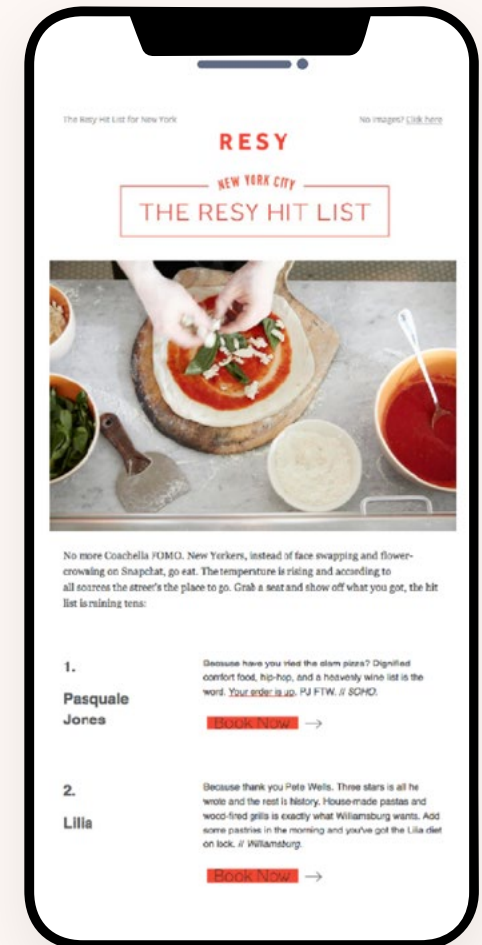 The Resy Hit List for New York
No Images? Click here
RESY
NEW YORK CITY
THE RESY HIT LIST
No more Coachella FOMO. New Yorkers, instead of face swapping and flower-
crowning on Snapchat, go eat. The temperature is rising and according to
all sources the street's the place to go. Grab a seat and show off what you got, the hit
list is raining tens:
1.
Pasquale
Jones
Because have you tried the clam pizza? Dignified
comfort food, hip-hop, and a heavenly wine list is the
word. Your order is up. PJ FTW. // SOHO.
Book Now →
2.
Lilia
Because thank you Pete Wells. Three stars is all he
wrote and the rest is history. House-made pastas and
wood-fired grills is exactly what Williamsburg wants. Add
some pastries in the morning and you've got the Lilia diet
on lock. // Williamsburg.
Book Now →